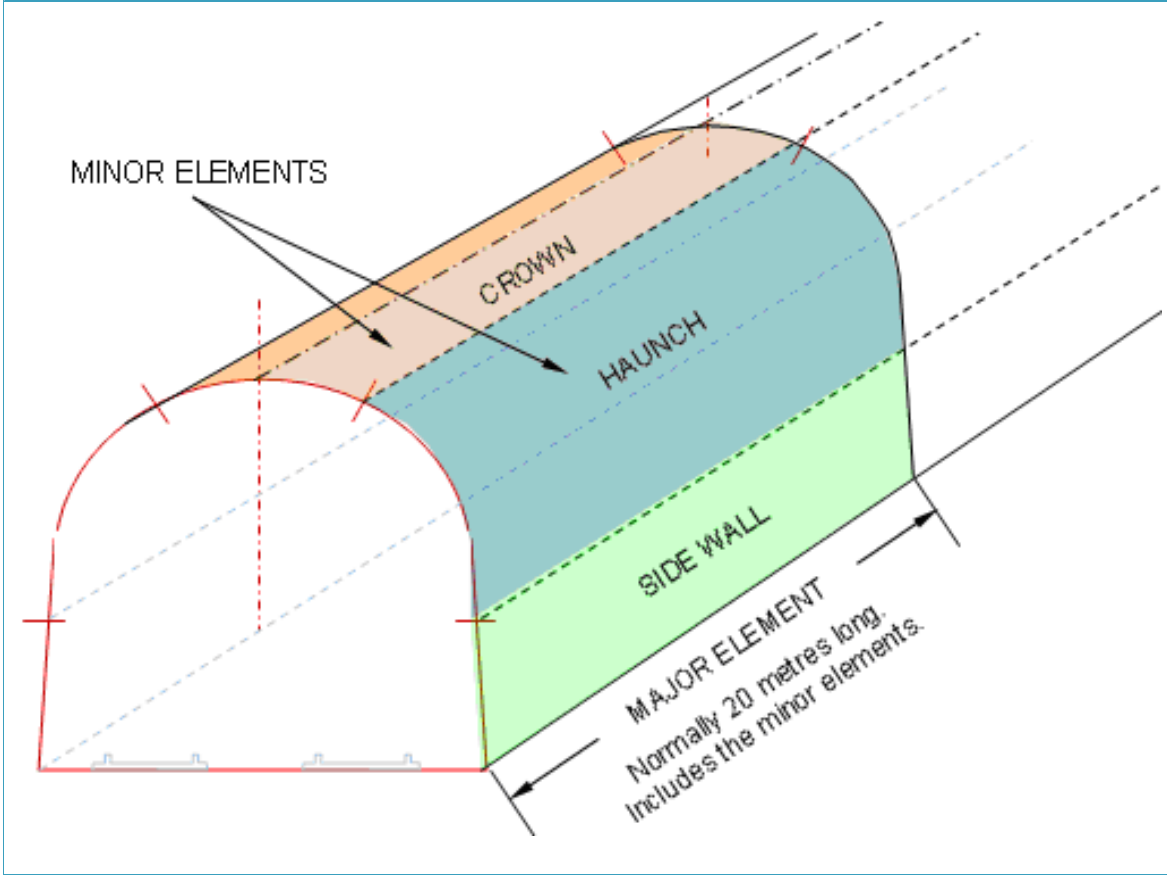 MINOR ELEMENTS
CROWN
HAUNCH
SIDE WALL
MAJOR ELEMENT
Normally 20 metres long.
Includes the minor elements.